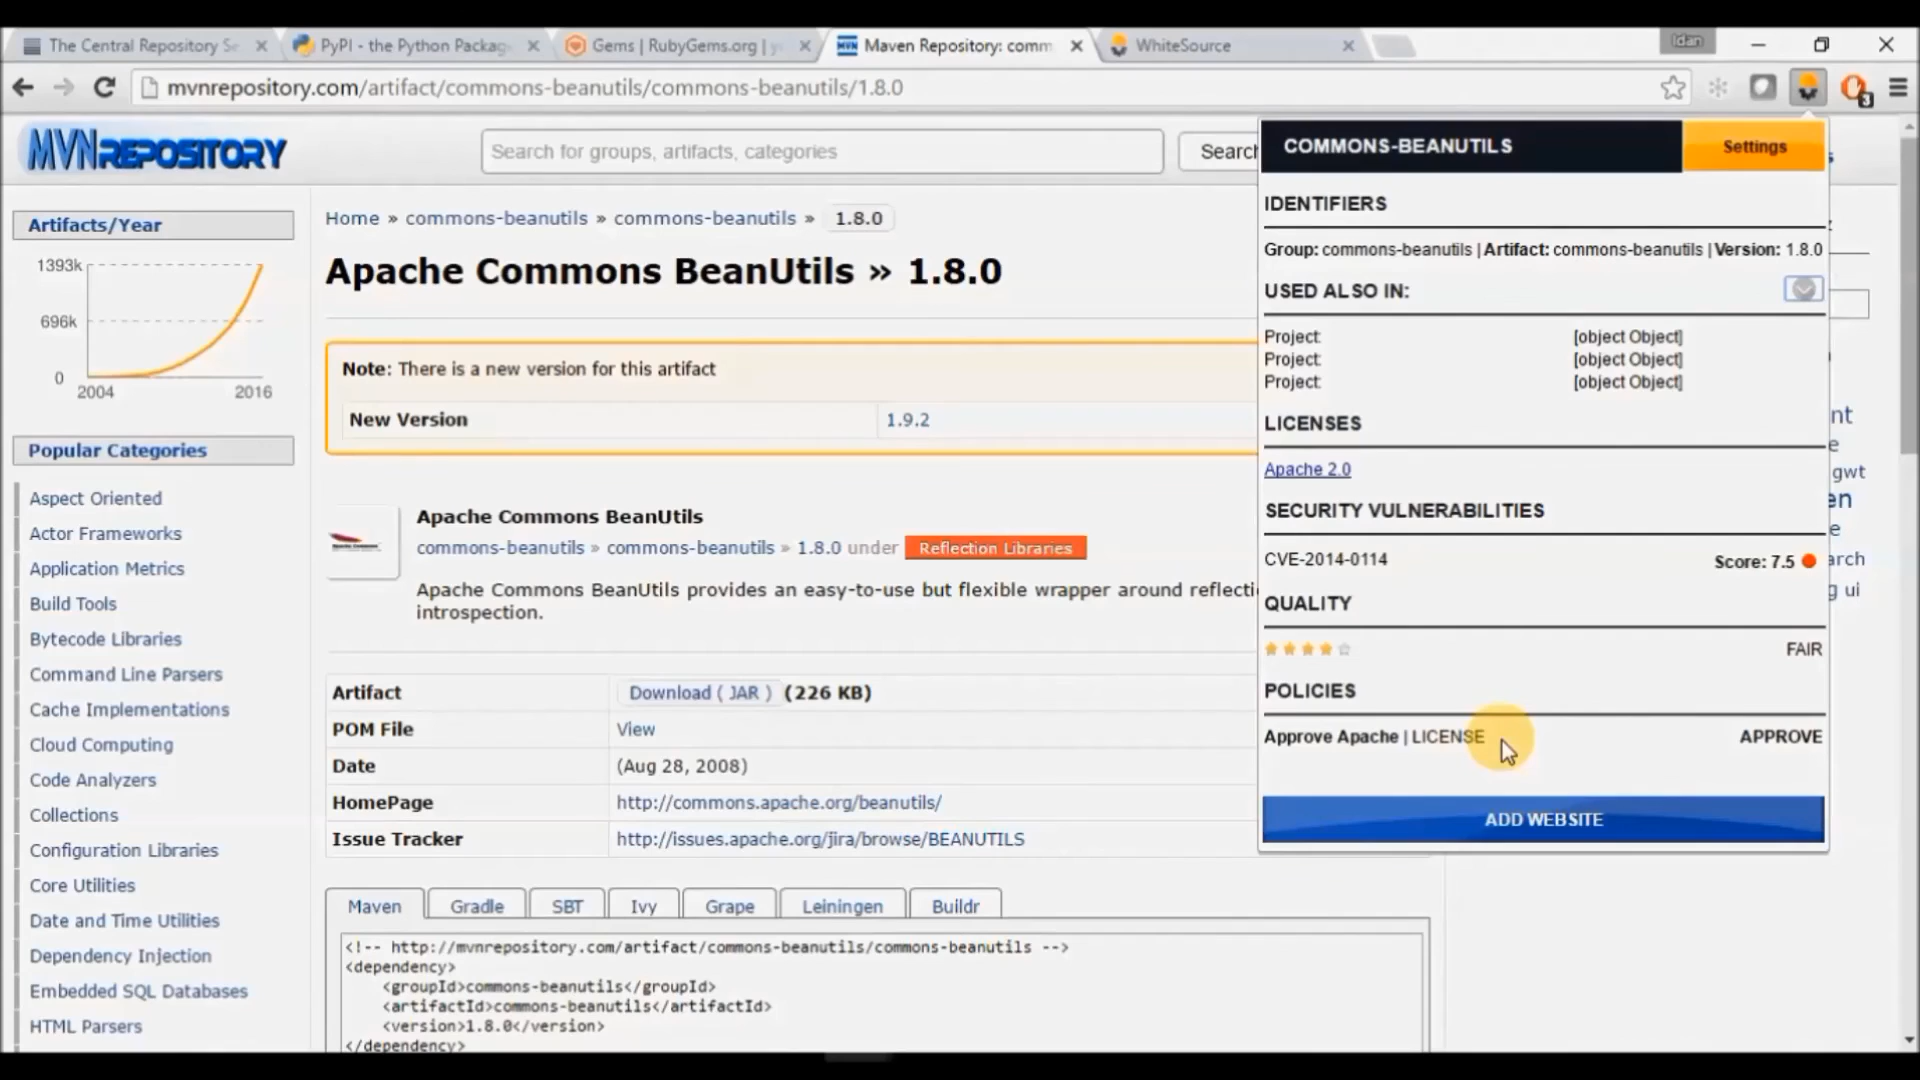 The Central Repository Se
PyPI - the Python Packag
Gems | RubyGems.org | y
MVN Maven Repository: comm
WhiteSource
Idan
mvnrepository.com/artifact/commons-beanutils/commons-beanutils/1.8.0
3
MVNREPOSITORY
Search for groups, artifacts, categories
Search
Artifacts/Year
1393k
696k
0
2004
2016
Popular Categories
Aspect Oriented
Actor Frameworks
Application Metrics
Build Tools
Bytecode Libraries
Command Line Parsers
Cache Implementations
Cloud Computing
Code Analyzers
Collections
Configuration Libraries
Core Utilities
Date and Time Utilities
Dependency Injection
Embedded SQL Databases
HTML Parsers
Home » commons-beanutils » commons-beanutils » 1.8.0
Apache Commons BeanUtils » 1.8.0
Note: There is a new version for this artifact
New Version 1.9.2
Apache Commons BeanUtils
commons-beanutils » commons-beanutils » 1.8.0 under Reflection Libraries
Apache Commons BeanUtils provides an easy-to-use but flexible wrapper around reflecti
introspection.
Artifact Download ( JAR ) (226 KB)
POM File View
Date (Aug 28, 2008)
HomePage http://commons.apache.org/beanutils/
Issue Tracker http://issues.apache.org/jira/browse/BEANUTILS
Maven Gradle SBT Ivy Grape Leiningen Buildr
<!-- http://mvnrepository.com/artifact/commons-beanutils/commons-beanutils -->
<dependency>
<groupId>commons-beanutils</groupId>
<artifactId>commons-beanutils</artifactId>
<version>1.8.0</version>
</dependency>
COMMONS-BEANUTILS
Settings
IDENTIFIERS
Group: commons-beanutils | Artifact: commons-beanutils | Version: 1.8.0
USED ALSO IN:
Project: [object Object]
Project: [object Object]
Project: [object Object]
LICENSES
Apache 2.0
SECURITY VULNERABILITIES
CVE-2014-0114 Score: 7.5
QUALITY
FAIR
POLICIES
Approve Apache | LICENSE APPROVE
ADD WEBSITE
nt
e
gwt
en
e
arch
g ui